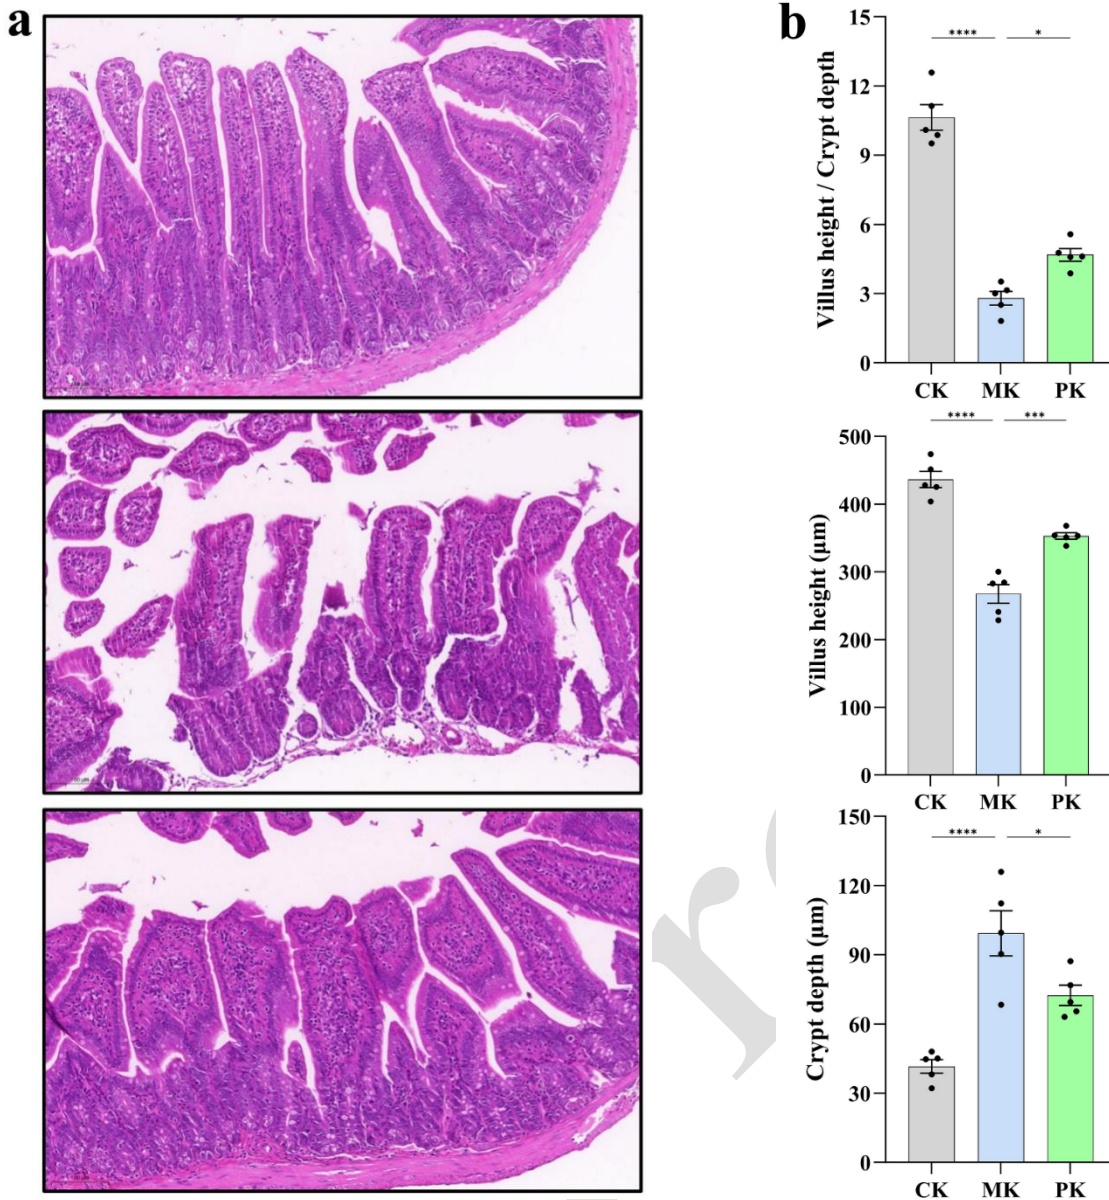 a
b
Villus height / Crypt depth
15
12
9
6
3
0
**** *
CK MK PK
Villus height (μm)
500
400
300
200
100
0
**** ***
CK MK PK
Crypt depth (μm)
150
120
90
60
30
0
**** *
CK MK PK